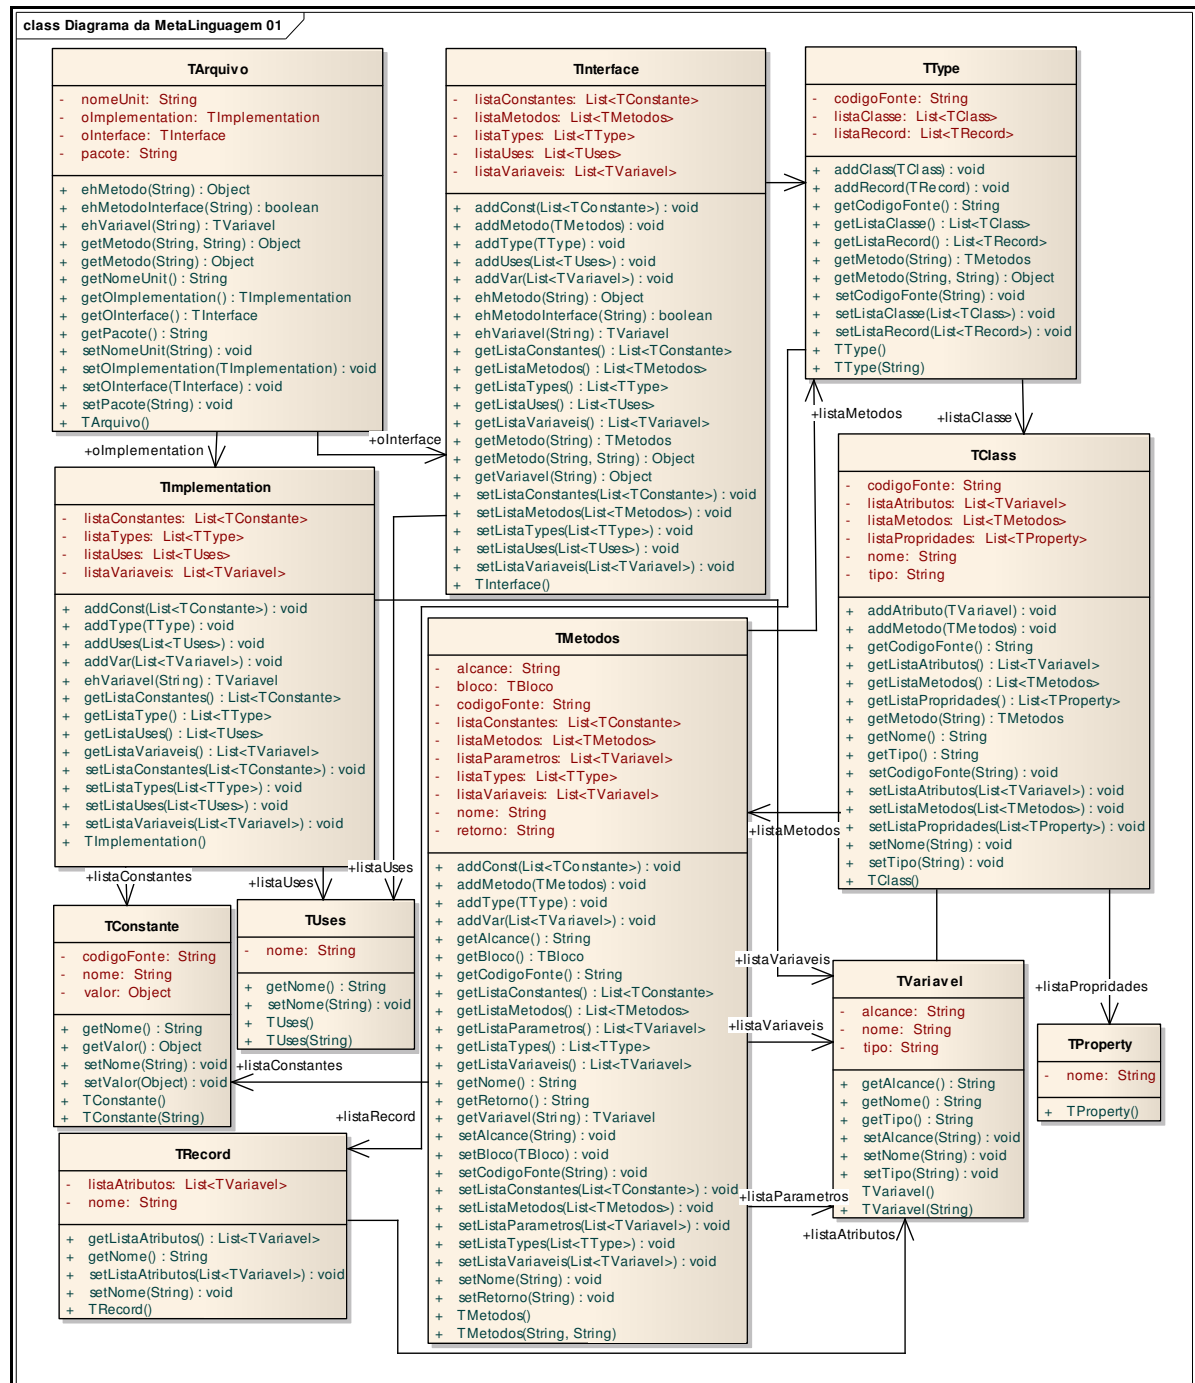 class Diagrama da MetaLinguagem 01
TArquivo
- nomeUnit: String
- oImplementation: TImplementation
- oInterface: TInterface
- pacote: String
+ ehMetodo(String) : Object
+ ehMetodoInterface(String) : boolean
+ ehVariavel(String) : TVariavel
+ getMetodo(String, String) : Object
+ getMetodo(String) : Object
+ getNomeUnit() : String
+ getOImplementation() : TImplementation
+ getOInterface() : TInterface
+ getPacote() : String
+ setNomeUnit(String) : void
+ setOImplementation(TImplementation) : void
+ setOInterface(TInterface) : void
+ setPacote(String) : void
+ TArquivo()
TInterface
- listaConstantes: List<TConstante>
- listaMetodos: List<TMetodos>
- listaTypes: List<TType>
- listaUses: List<TUses>
- listaVariaveis: List<TVariavel>
+ addConst(List<TConstante>) : void
+ addMetodo(TMetodos) : void
+ addType(TType) : void
+ addUses(List<TUses>) : void
+ addVar(List<TVariavel>) : void
+ ehMetodo(String) : Object
+ ehMetodoInterface(String) : boolean
+ ehVariavel(String) : TVariavel
+ getListaConstantes() : List<TConstante>
+ getListaMetodos() : List<TMetodos>
+ getListaTypes() : List<TType>
+ getListaUses() : List<TUses>
+ getListaVariaveis() : List<TVariavel>
+ getMetodo(String) : TMetodos
+ getMetodo(String, String) : Object
+ getVariavel(String) : Object
+ setListaConstantes(List<TConstante>) : void
+ setListaMetodos(List<TMetodos>) : void
+ setListaTypes(List<TType>) : void
+ setListaUses(List<TUses>) : void
+ setListaVariaveis(List<TVariavel>) : void
+ TInterface()
TType
- codigoFonte: String
- listaClasse: List<TClass>
- listaRecord: List<TRecord>
+ addClass(TClass) : void
+ addRecord(TRecord) : void
+ getCodigoFonte() : String
+ getListaClasse() : List<TClass>
+ getListaRecord() : List<TRecord>
+ getMetodo(String) : TMetodos
+ getMetodo(String, String) : Object
+ setCodigoFonte(String) : void
+ setListaClasse(List<TClass>) : void
+ setListaRecord(List<TRecord>) : void
+ TType()
+ TType(String)
+oImplementation
+oInterface
+listaMetodos
+listaClasse
TImplementation
- listaConstantes: List<TConstante>
- listaTypes: List<TType>
- listaUses: List<TUses>
- listaVariaveis: List<TVariavel>
+ addConst(List<TConstante>) : void
+ addType(TType) : void
+ addUses(List<TUses>) : void
+ addVar(List<TVariavel>) : void
+ ehVariavel(String) : TVariavel
+ getListaConstantes() : List<TConstante>
+ getListaType() : List<TType>
+ getListaUses() : List<TUses>
+ getListaVariaveis() : List<TVariavel>
+ setListaConstantes(List<TConstante>) : void
+ setListaTypes(List<TType>) : void
+ setListaUses(List<TUses>) : void
+ setListaVariaveis(List<TVariavel>) : void
+ TImplementation()
TClass
- codigoFonte: String
- listaAtributos: List<TVariavel>
- listaMetodos: List<TMetodos>
- listaPropridades: List<TProperty>
- nome: String
- tipo: String
+ addAtributo(TVariavel) : void
+ addMetodo(TMetodos) : void
+ getCodigoFonte() : String
+ getListaAtributos() : List<TVariavel>
+ getListaMetodos() : List<TMetodos>
+ getListaPropridades() : List<TProperty>
+ getMetodo(String) : TMetodos
+ getNome() : String
+ getTipo() : String
+ setCodigoFonte(String) : void
+ setListaAtributos(List<TVariavel>) : void
+ setListaMetodos(List<TMetodos>) : void
+ setListaPropridades(List<TProperty>) : void
+ setNome(String) : void
+ setTipo(String) : void
+ TClass()
TMetodos
- alcance: String
- bloco: TBloco
- codigoFonte: String
- listaConstantes: List<TConstante>
- listaMetodos: List<TMetodos>
- listaParametros: List<TVariavel>
- listaTypes: List<TType>
- listaVariaveis: List<TVariavel>
- nome: String
- retorno: String
+ addConst(List<TConstante>) : void
+ addMetodo(TMetodos) : void
+ addType(TType) : void
+ addVar(List<TVariavel>) : void
+ getAlcance() : String
+ getBloco() : TBloco
+ getCodigoFonte() : String
+ getListaConstantes() : List<TConstante>
+ getListaMetodos() : List<TMetodos>
+ getListaParametros() : List<TVariavel>
+ getListaTypes() : List<TType>
+ getListaVariaveis() : List<TVariavel>
+ getNome() : String
+ getRetorno() : String
+ getVariavel(String) : TVariavel
+ setAlcance(String) : void
+ setBloco(TBloco) : void
+ setCodigoFonte(String) : void
+ setListaConstantes(List<TConstante>) : void
+ setListaMetodos(List<TMetodos>) : void
+ setListaParametros(List<TVariavel>) : void
+ setListaTypes(List<TType>) : void
+ setListaVariaveis(List<TVariavel>) : void
+ setNome(String) : void
+ setRetorno(String) : void
+ TMetodos()
+ TMetodos(String, String)
+listaMetodos
+listaConstantes
+listaUses
+listaUses
TConstante
- codigoFonte: String
- nome: String
- valor: Object
+ getNome() : String
+ getValor() : Object
+ setNome(String) : void
+ setValor(Object) : void
+ TConstante()
+ TConstante(String)
TUses
- nome: String
+ getNome() : String
+ setNome(String) : void
+ TUses()
+ TUses(String)
+listaConstantes
+listaRecord
+listaVariaveis
+listaVariaveis
+listaPropridades
TVariavel
- alcance: String
- nome: String
- tipo: String
+ getAlcance() : String
+ getNome() : String
+ getTipo() : String
+ setAlcance(String) : void
+ setNome(String) : void
+ setTipo(String) : void
+ TVariavel()
+ TVariavel(String)
TProperty
- nome: String
+ TProperty()
TRecord
- listaAtributos: List<TVariavel>
- nome: String
+ getListaAtributos() : List<TVariavel>
+ getNome() : String
+ setListaAtributos(List<TVariavel>) : void
+ setNome(String) : void
+ TRecord()
+listaParametros
+listaAtributos